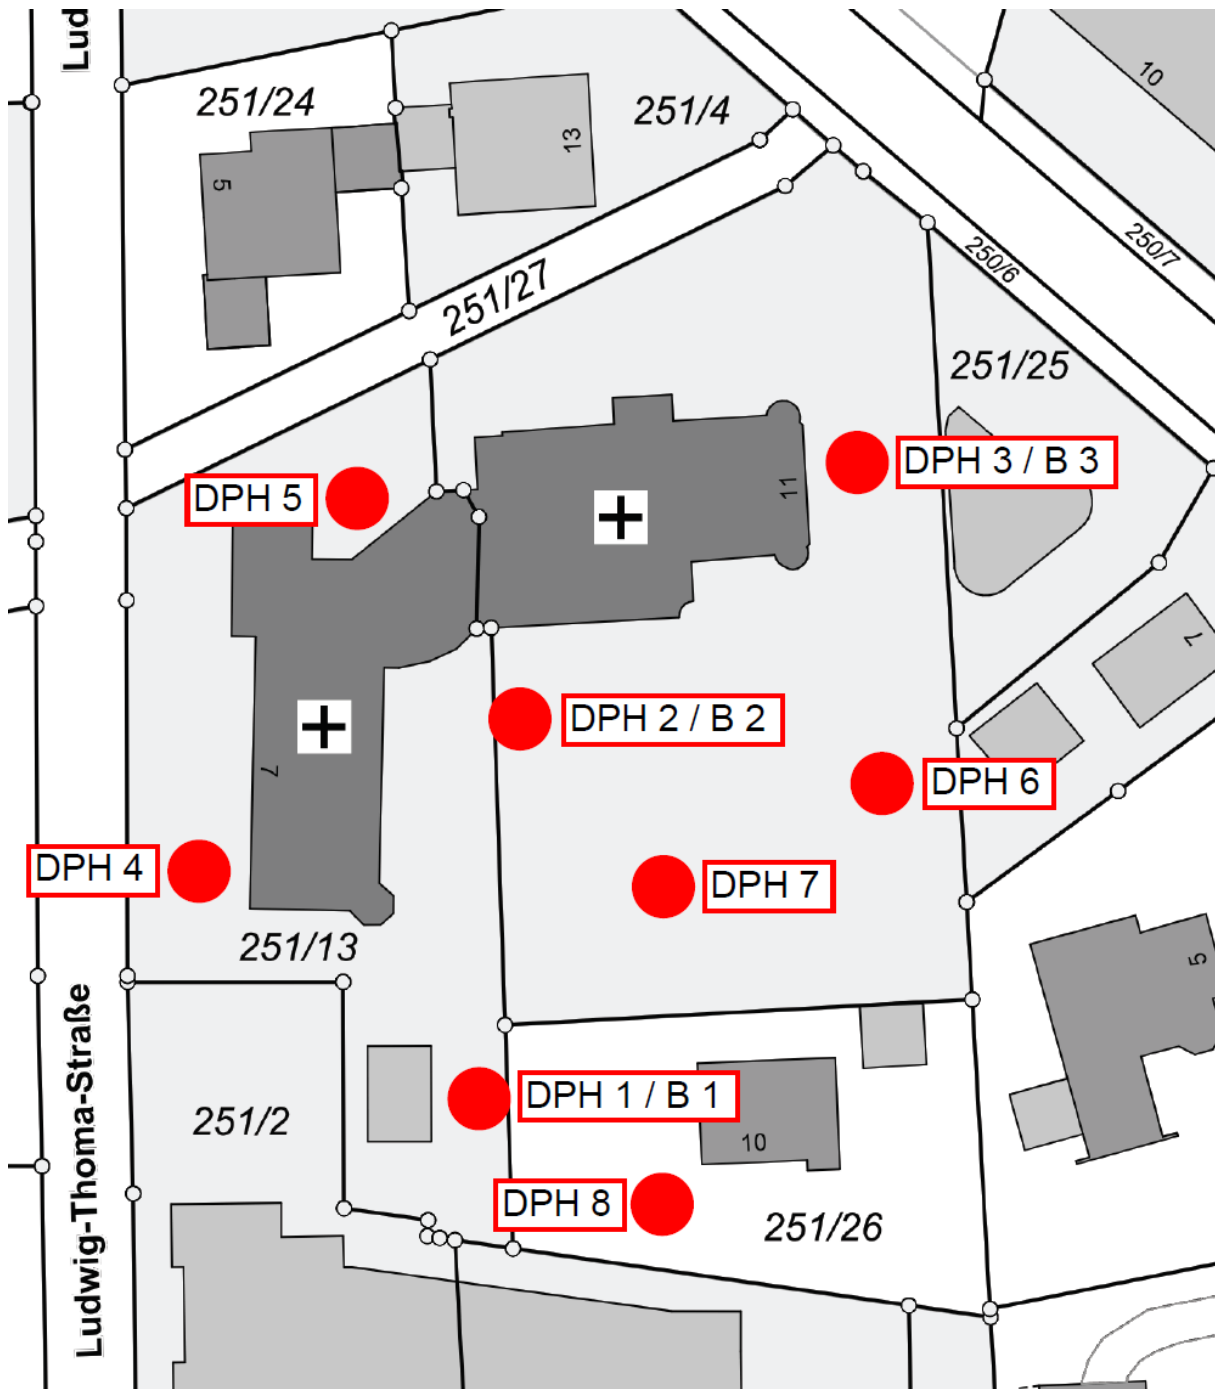 Lud
10
251/24
251/4
13
5
250/7
250/6
251/27
251/25
DPH 3 / B 3
11
DPH 5
7
DPH 2 / B 2
7
DPH 6
DPH 4
DPH 7
251/13
5
Ludwig-Thoma-Straße
DPH 1 / B 1
251/2
10
DPH 8
251/26